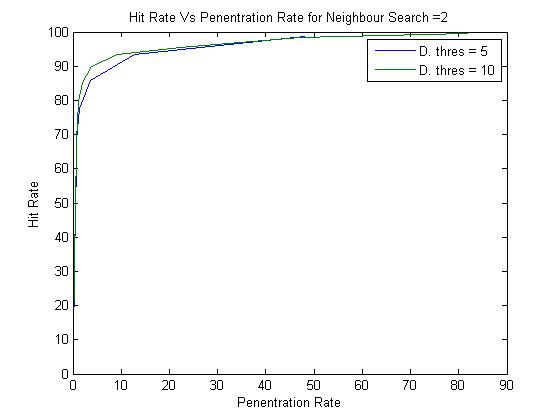 Hit Rate Vs Penentration Rate for Neighbour Search =2
D. thres = 5
D. thres = 10
Hit Rate
100
90
80
70
60
50
40
30
20
10
0
0 10 20 30 40 50 60 70 80 90
Penentration Rate